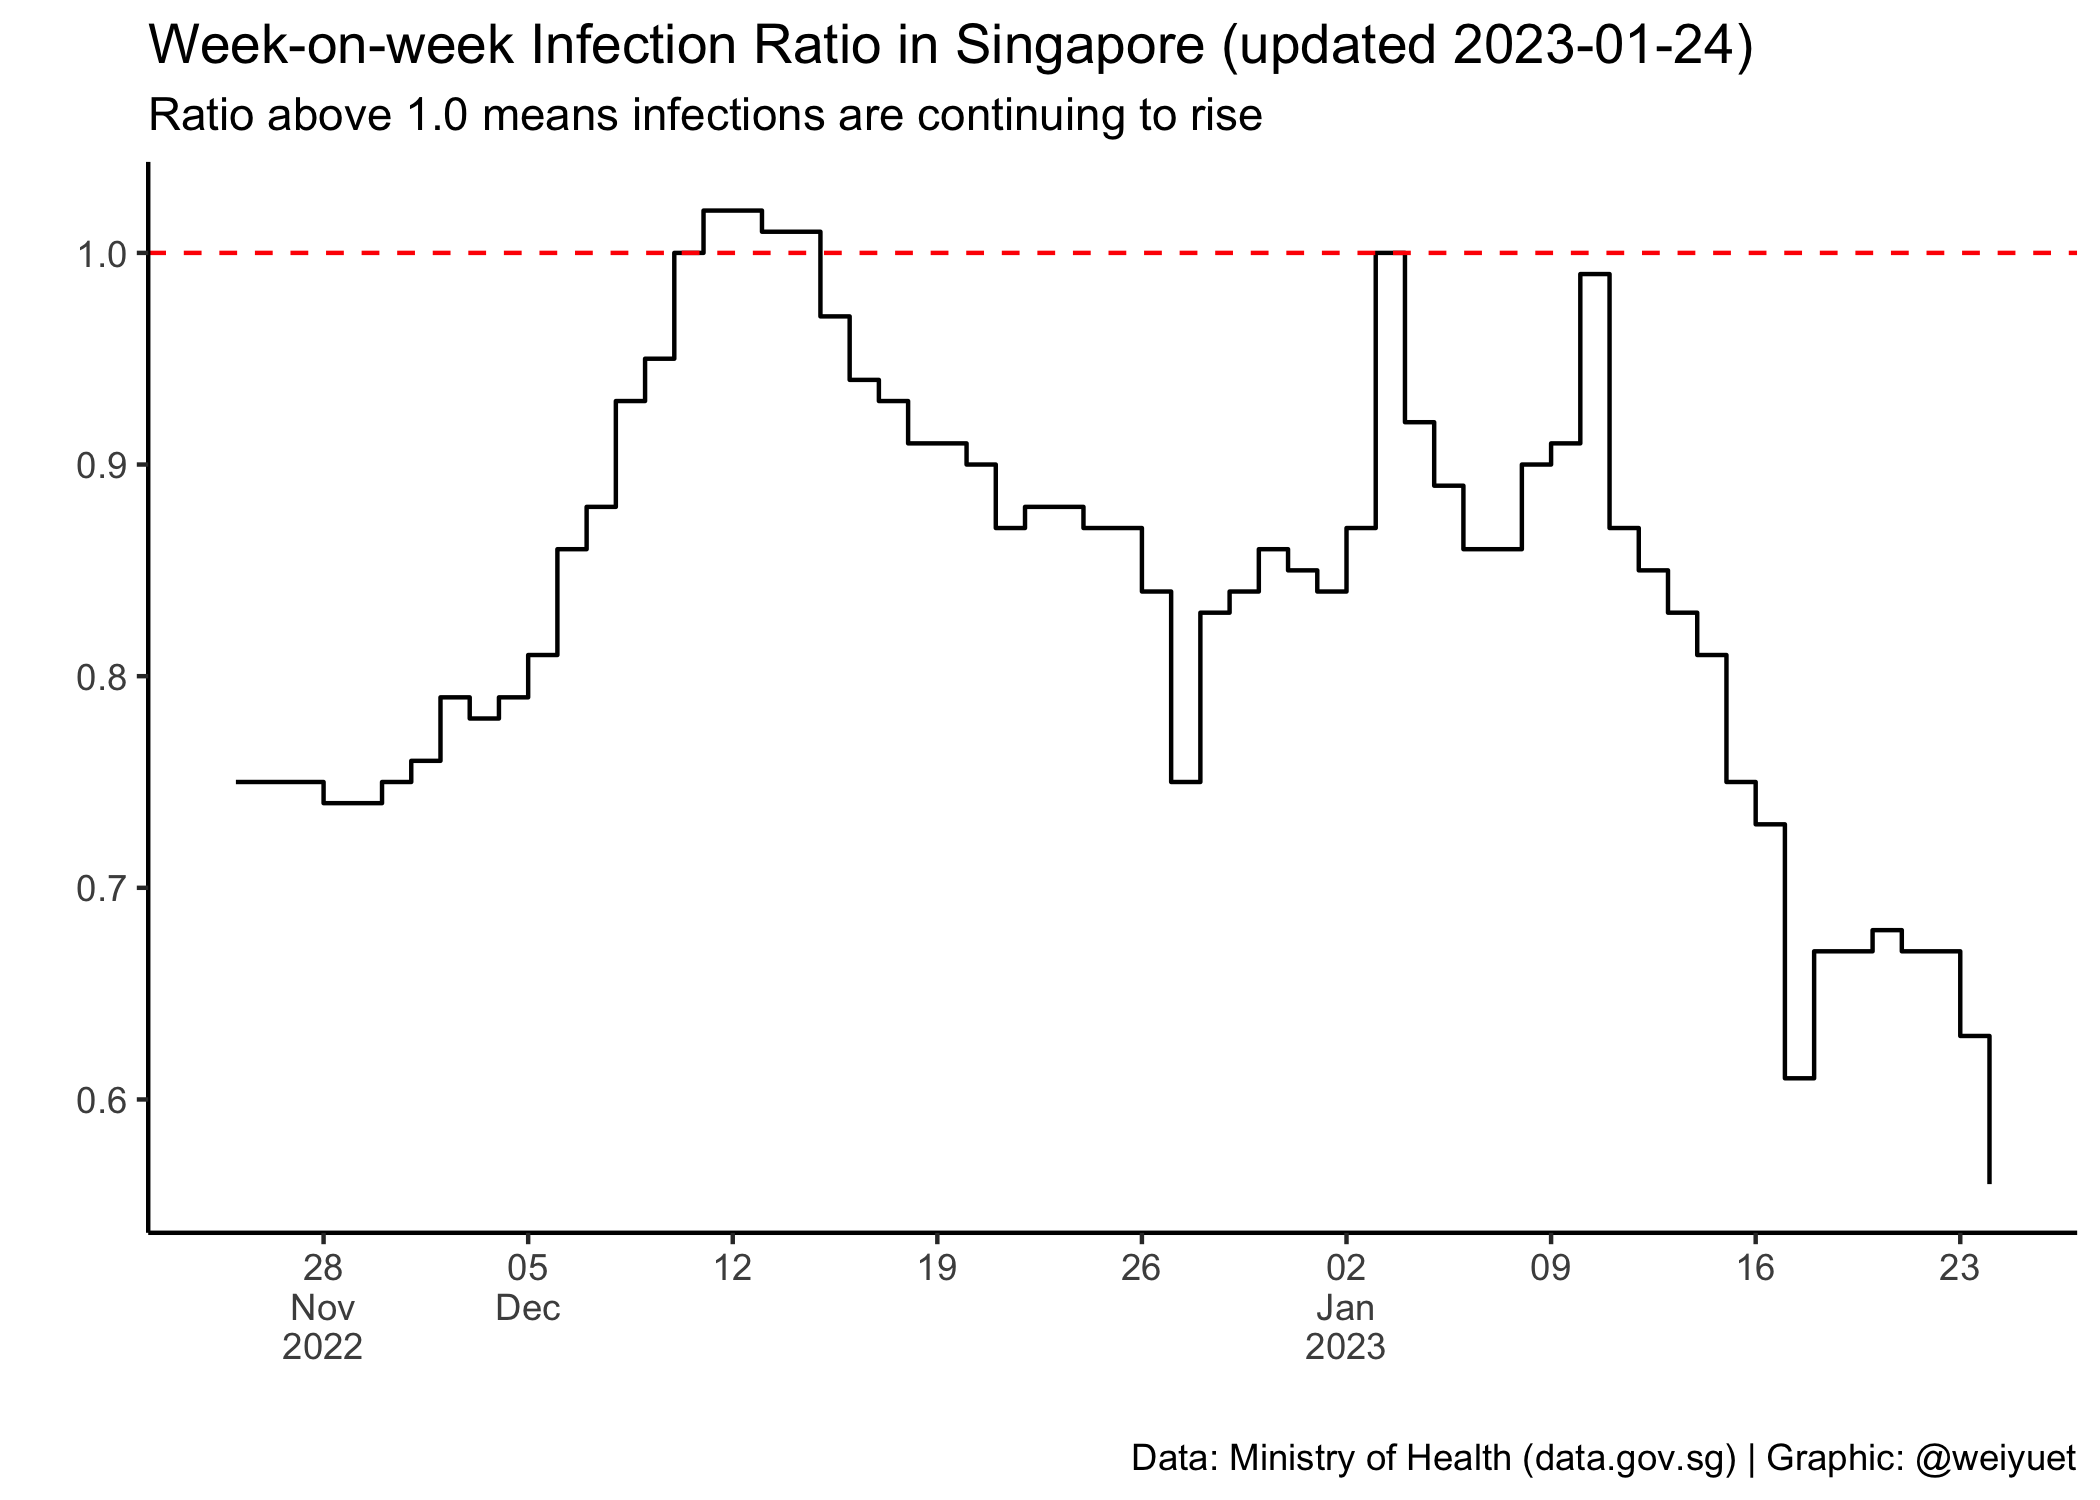 Week-on-week Infection Ratio in Singapore (updated 2023-01-24)
Ratio above 1.0 means infections are continuing to rise
1.0
0.9
0.8
0.7
0.6
28 05 12 19 26 02 09 16 23
Nov Dec Jan
2022 2023
Data: Ministry of Health (data.gov.sg) | Graphic: @weiyuet